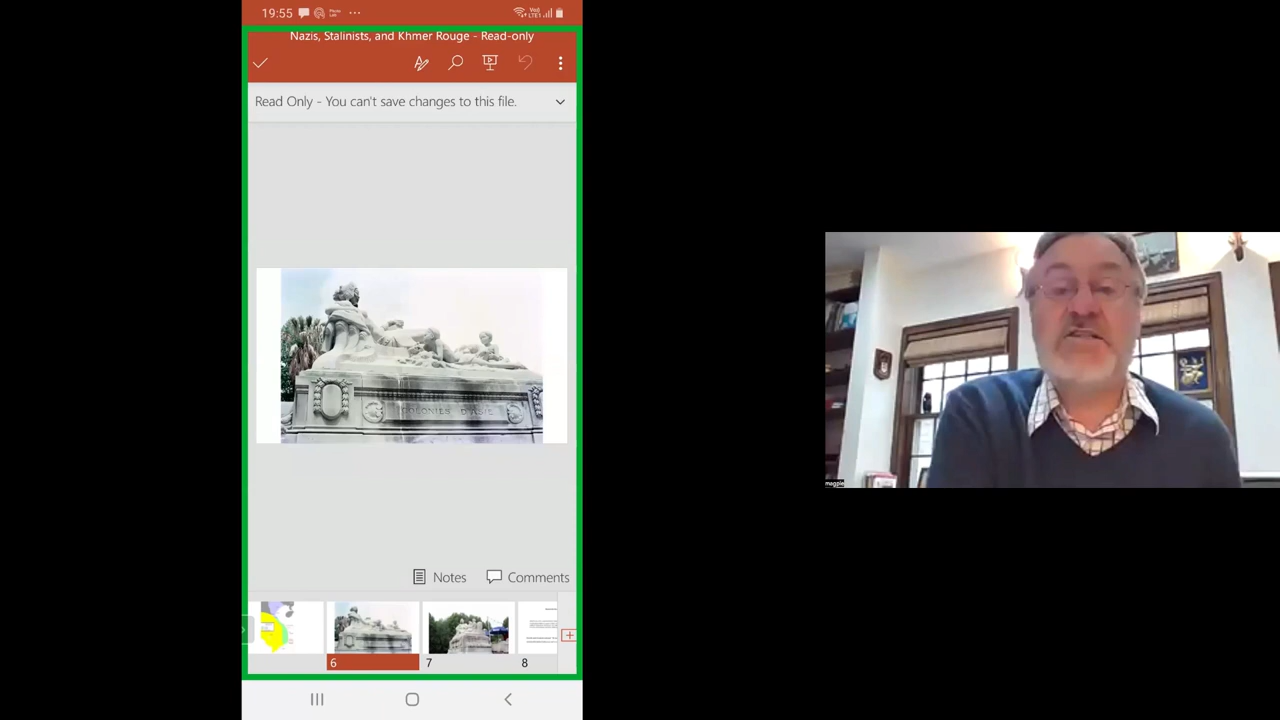 19:55
Nazis, Stalinists, and Khmer Rouge - Read-only
Read Only - You can't save changes to this file.
COLONIES D'ASIE
Notes
Comments
6
7
8
magpie